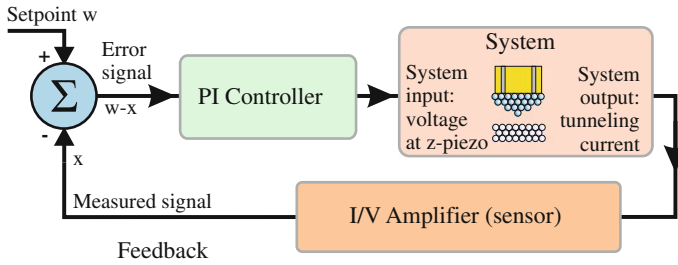 Setpoint w
+
Error
signal
Σ
w-x
-
x
PI Controller
System
System
input:
voltage
at z-piezo
System
output:
tunneling
current
Measured signal
I/V Amplifier (sensor)
Feedback